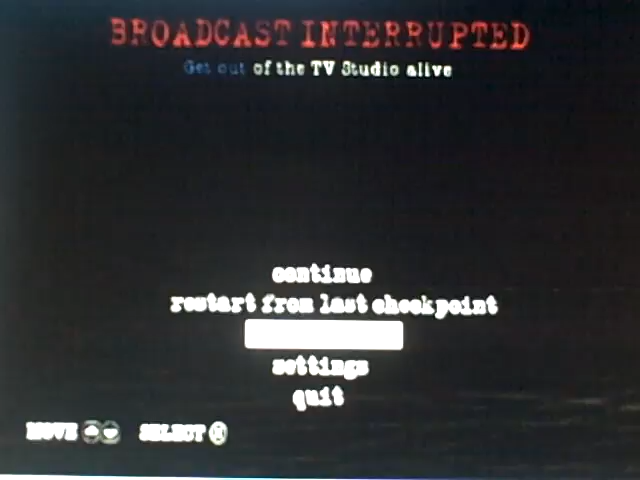 BROADCAST INTERRUPTED
Get out of the TV Studio alive
continue
restart from last checkpoint
settings
quit
MOVE SELECT